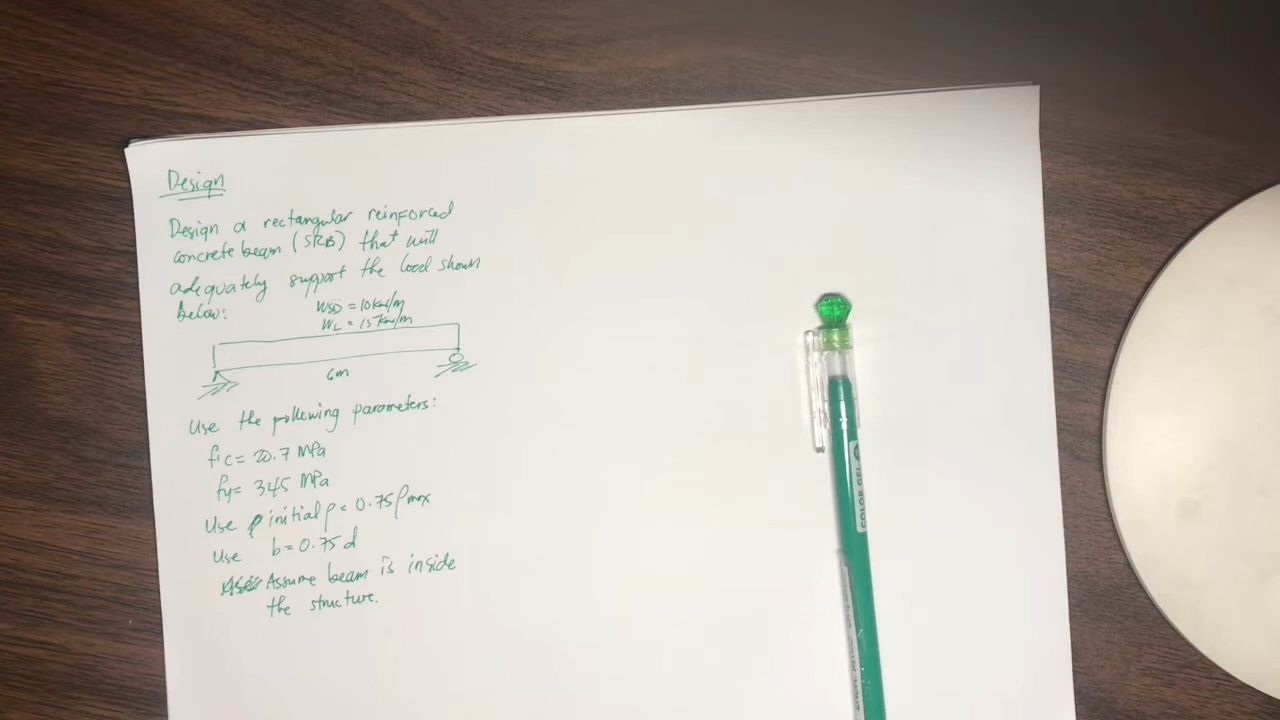 Design
Design a rectangular reinforced
concrete beam (SRB) that will
adequately support the load shown
below:
WSD = 10 kN/m
WL = 15 kN/m
6m
Use the following parameters:
f'c = 20.7 MPa
fy = 345 MPa
Use initial ρ = 0.75 ρmax
Use b = 0.75 d
Assume beam is inside
the structure.
COLOR GEL